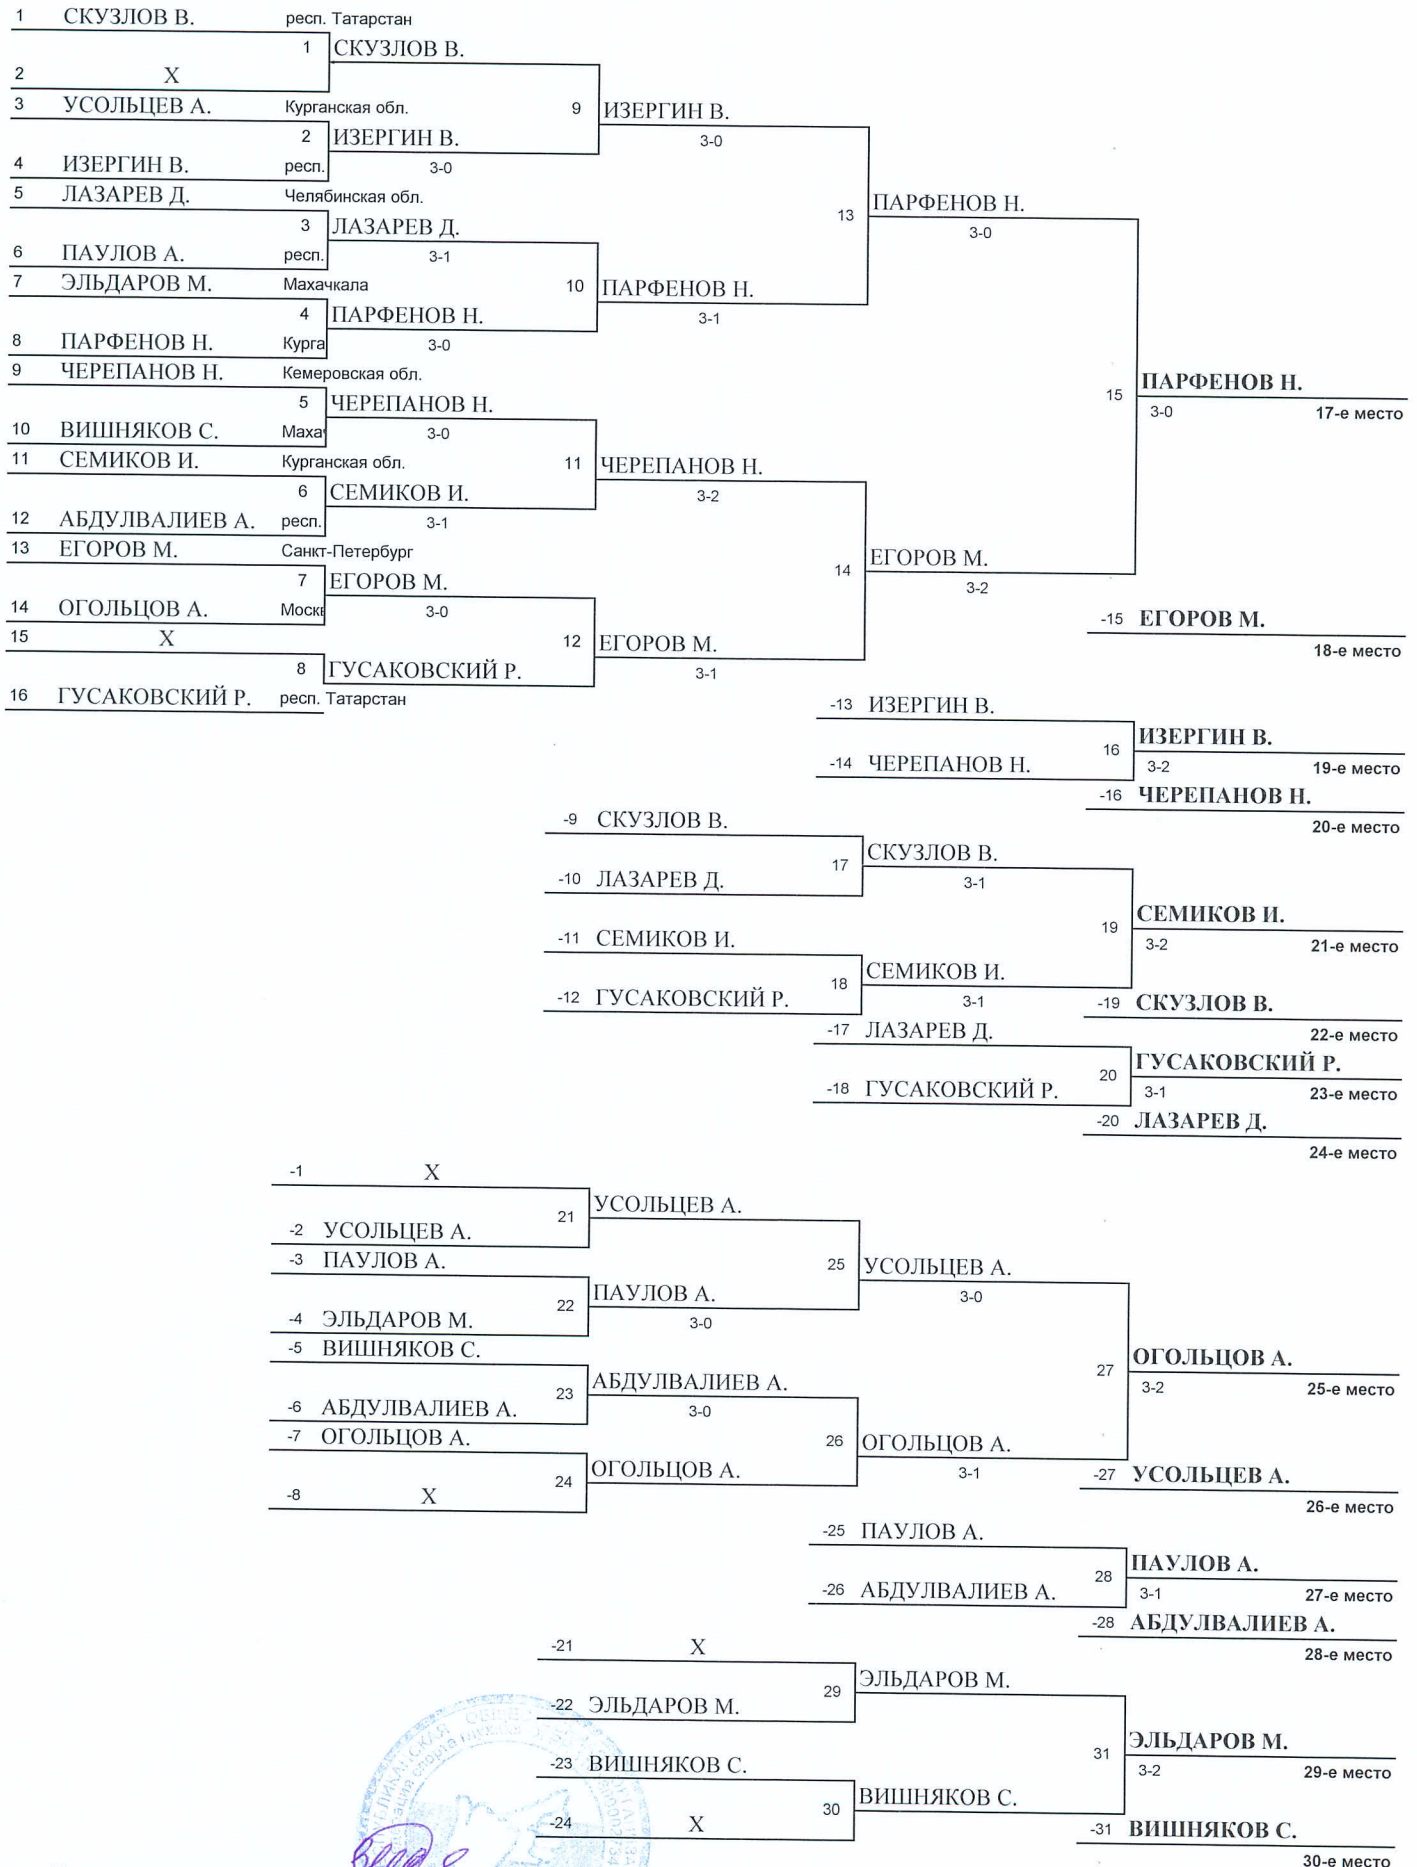 1 СКУЗЛОВ В. респ. Татарстан
1 СКУЗЛОВ В.
2 X
3 УСОЛЬЦЕВ А. Курганская обл.
9 ИЗЕРГИН В.
2 ИЗЕРГИН В.
3-0
4 ИЗЕРГИН В. респ.
3-0
5 ЛАЗАРЕВ Д. Челябинская обл.
13 ПАРФЕНОВ Н.
3 ЛАЗАРЕВ Д.
3-0
6 ПАУЛОВ А. респ.
3-1
7 ЭЛЬДАРОВ М. Махачкала
10 ПАРФЕНОВ Н.
4 ПАРФЕНОВ Н.
3-1
8 ПАРФЕНОВ Н. Курга
3-0
9 ЧЕРЕПАНОВ Н. Кемеровская обл.
15 ПАРФЕНОВ Н.
5 ЧЕРЕПАНОВ Н.
3-0 17-е место
10 ВИШНЯКОВ С. Маха
3-0
11 СЕМИКОВ И. Курганская обл.
11 ЧЕРЕПАНОВ Н.
6 СЕМИКОВ И.
3-2
12 АБДУЛВАЛИЕВ А. респ.
3-1
13 ЕГОРОВ М. Санкт-Петербург
14 ЕГОРОВ М.
7 ЕГОРОВ М.
3-2
14 ОГОЛЬЦОВ А. Моск
3-0
-15 ЕГОРОВ М.
15 X
12 ЕГОРОВ М.
18-е место
8 ГУСАКОВСКИЙ Р.
3-1
16 ГУСАКОВСКИЙ Р. респ. Татарстан
-13 ИЗЕРГИН В.
16 ИЗЕРГИН В.
-14 ЧЕРЕПАНОВ Н.
3-2 19-е место
-16 ЧЕРЕПАНОВ Н.
20-е место
-9 СКУЗЛОВ В.
17 СКУЗЛОВ В.
-10 ЛАЗАРЕВ Д.
3-1
19 СЕМИКОВ И.
-11 СЕМИКОВ И.
3-2 21-е место
18 СЕМИКОВ И.
-12 ГУСАКОВСКИЙ Р.
3-1
-19 СКУЗЛОВ В.
22-е место
-17 ЛАЗАРЕВ Д.
20 ГУСАКОВСКИЙ Р.
-18 ГУСАКОВСКИЙ Р.
3-1 23-е место
-20 ЛАЗАРЕВ Д.
24-е место
-1 X
21 УСОЛЬЦЕВ А.
-2 УСОЛЬЦЕВ А.
-3 ПАУЛОВ А.
25 УСОЛЬЦЕВ А.
22 ПАУЛОВ А.
3-0
-4 ЭЛЬДАРОВ М.
3-0
-5 ВИШНЯКОВ С.
27 ОГОЛЬЦОВ А.
23 АБДУЛВАЛИЕВ А.
3-2 25-е место
-6 АБДУЛВАЛИЕВ А.
3-0
-7 ОГОЛЬЦОВ А.
26 ОГОЛЬЦОВ А.
24 ОГОЛЬЦОВ А.
3-1
-27 УСОЛЬЦЕВ А.
-8 X
26-е место
-25 ПАУЛОВ А.
28 ПАУЛОВ А.
-26 АБДУЛВАЛИЕВ А.
3-1 27-е место
-28 АБДУЛВАЛИЕВ А.
28-е место
-21 X
29 ЭЛЬДАРОВ М.
-22 ЭЛЬДАРОВ М.
31 ЭЛЬДАРОВ М.
-23 ВИШНЯКОВ С.
3-2 29-е место
30 ВИШНЯКОВ С.
-24 X
-31 ВИШНЯКОВ С.
30-е место